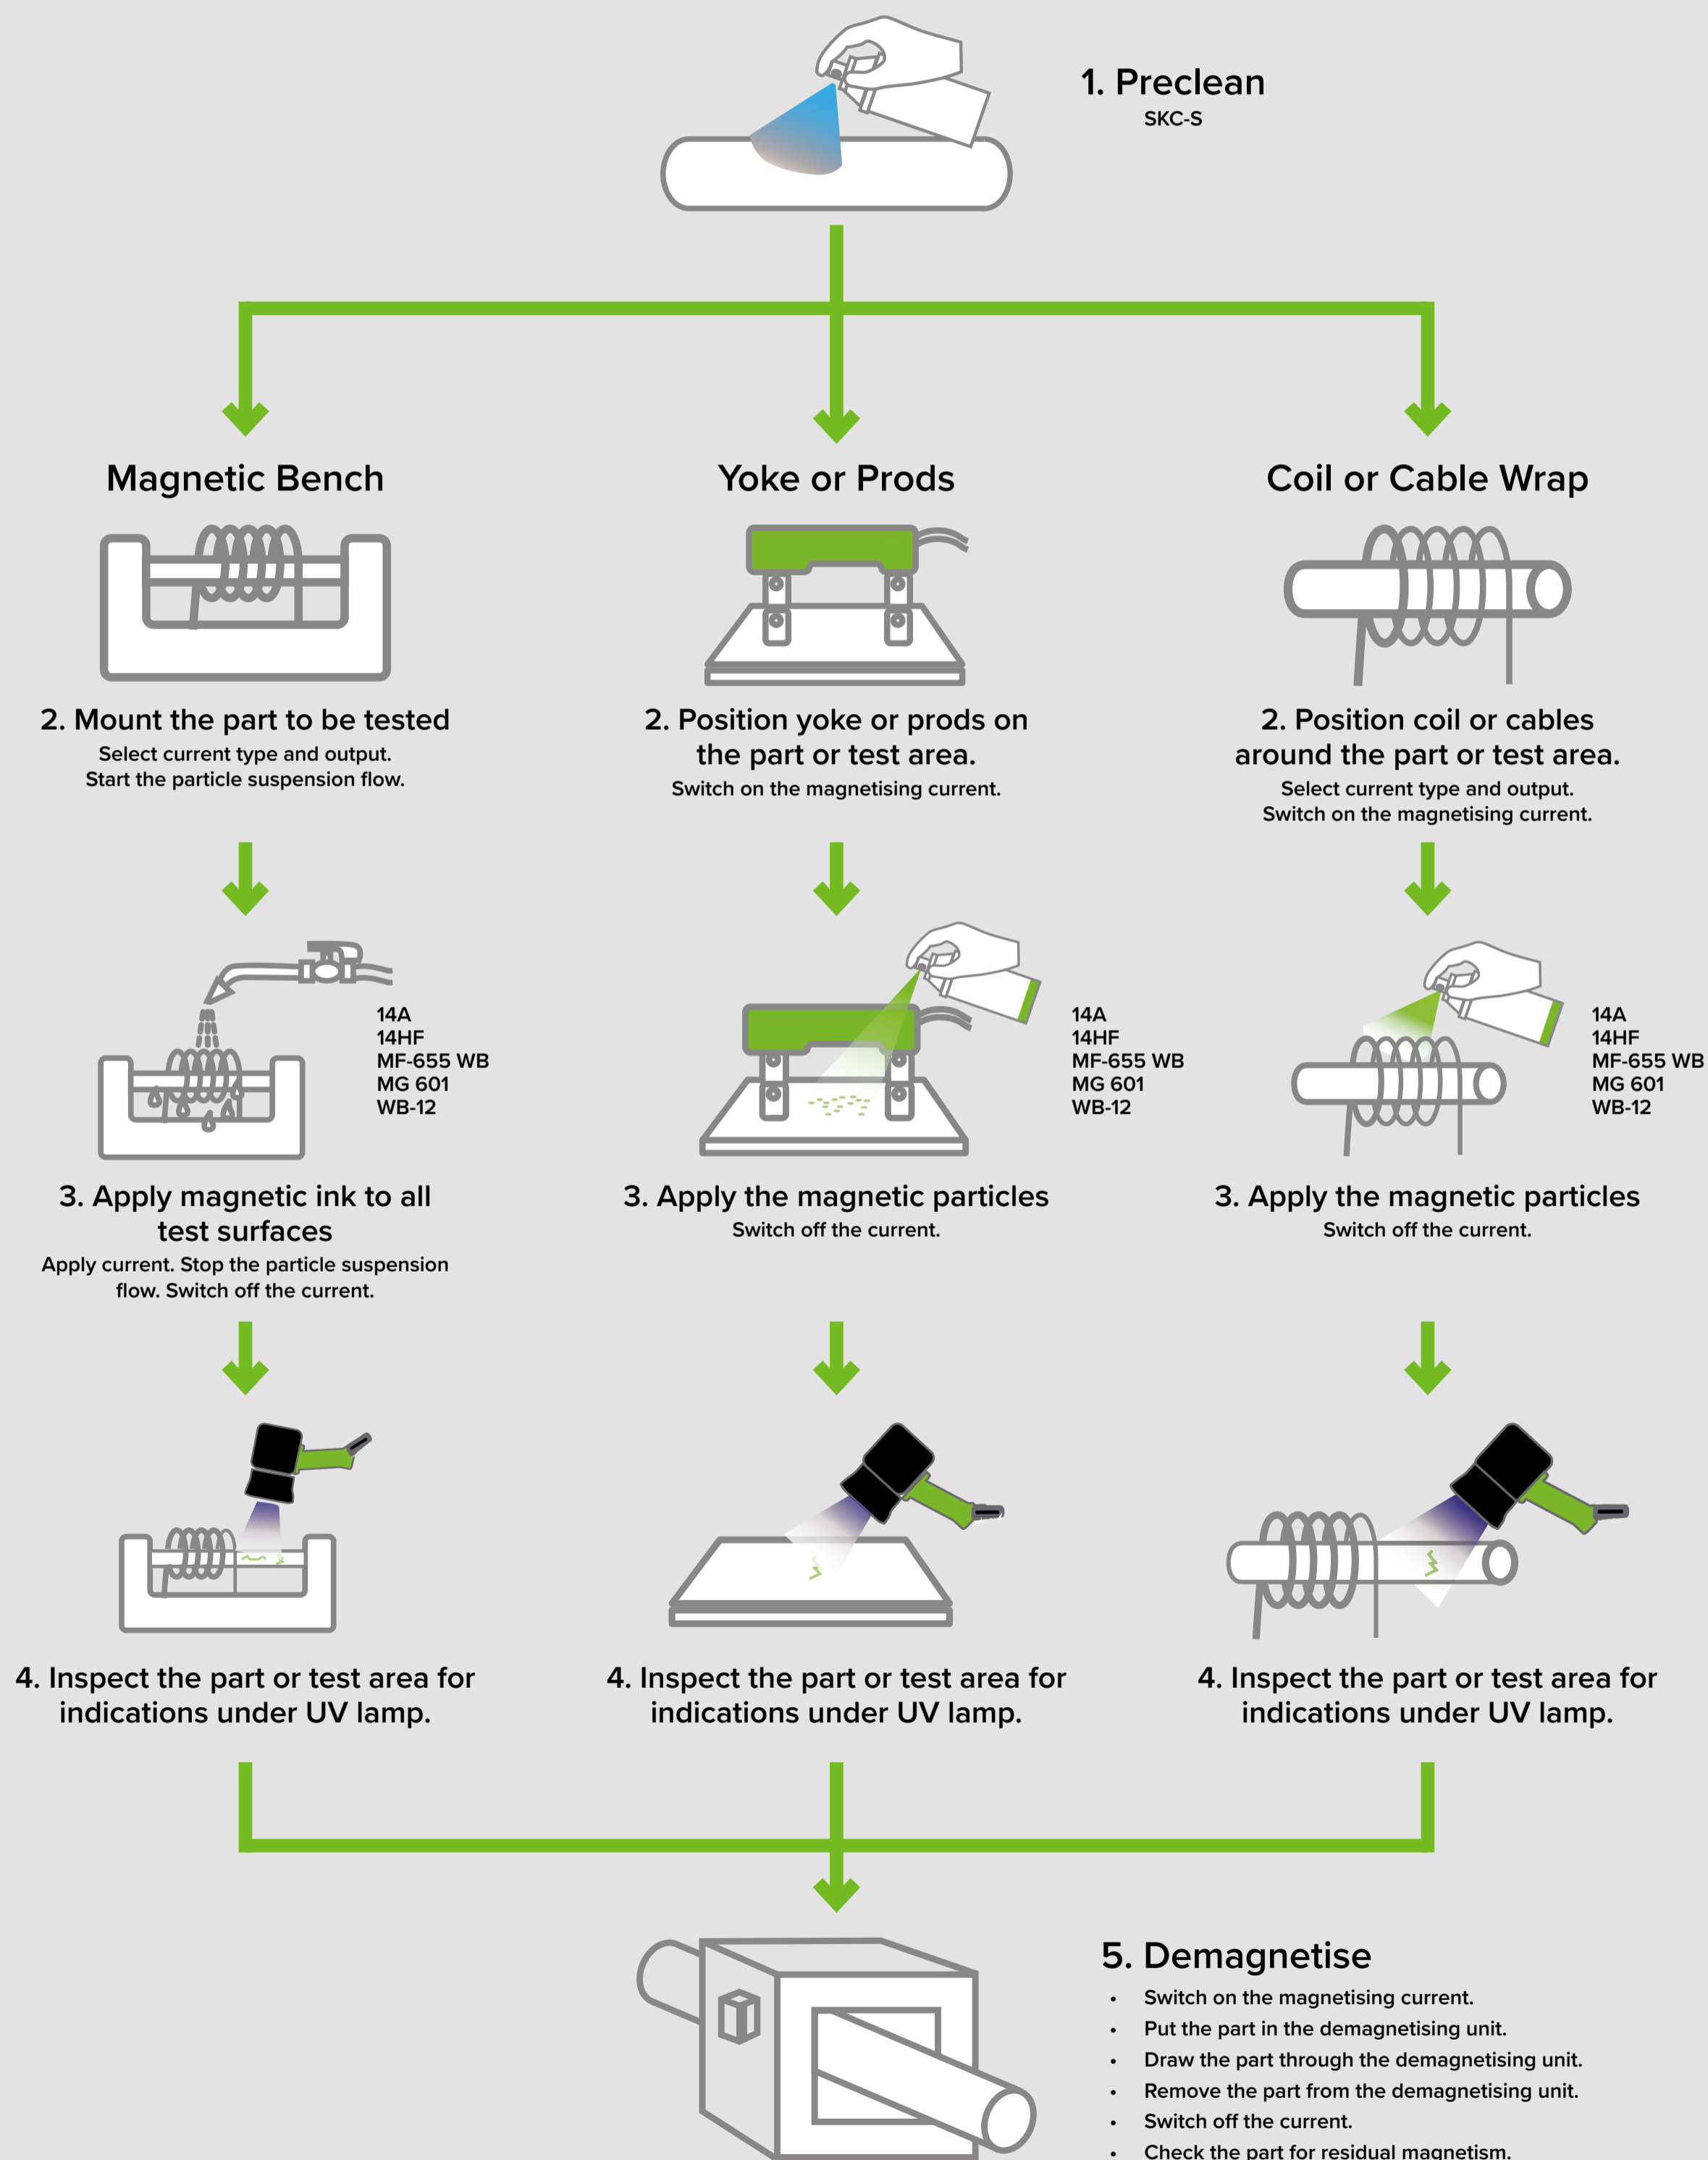 1. Preclean
SKC-S
Magnetic Bench
2. Mount the part to be tested
Select current type and output.
Start the particle suspension flow.
14A
14HF
MF-655 WB
MG 601
WB-12
3. Apply magnetic ink to all
test surfaces
Apply current. Stop the particle suspension
flow. Switch off the current.
4. Inspect the part or test area for
indications under UV lamp.
Yoke or Prods
2. Position yoke or prods on
the part or test area.
Switch on the magnetising current.
14A
14HF
MF-655 WB
MG 601
WB-12
3. Apply the magnetic particles
Switch off the current.
4. Inspect the part or test area for
indications under UV lamp.
Coil or Cable Wrap
2. Position coil or cables
around the part or test area.
Select current type and output.
Switch on the magnetising current.
14A
14HF
MF-655 WB
MG 601
WB-12
3. Apply the magnetic particles
Switch off the current.
4. Inspect the part or test area for
indications under UV lamp.
5. Demagnetise
• Switch on the magnetising current.
• Put the part in the demagnetising unit.
• Draw the part through the demagnetising unit.
• Remove the part from the demagnetising unit.
• Switch off the current.
• Check the part for residual magnetism.